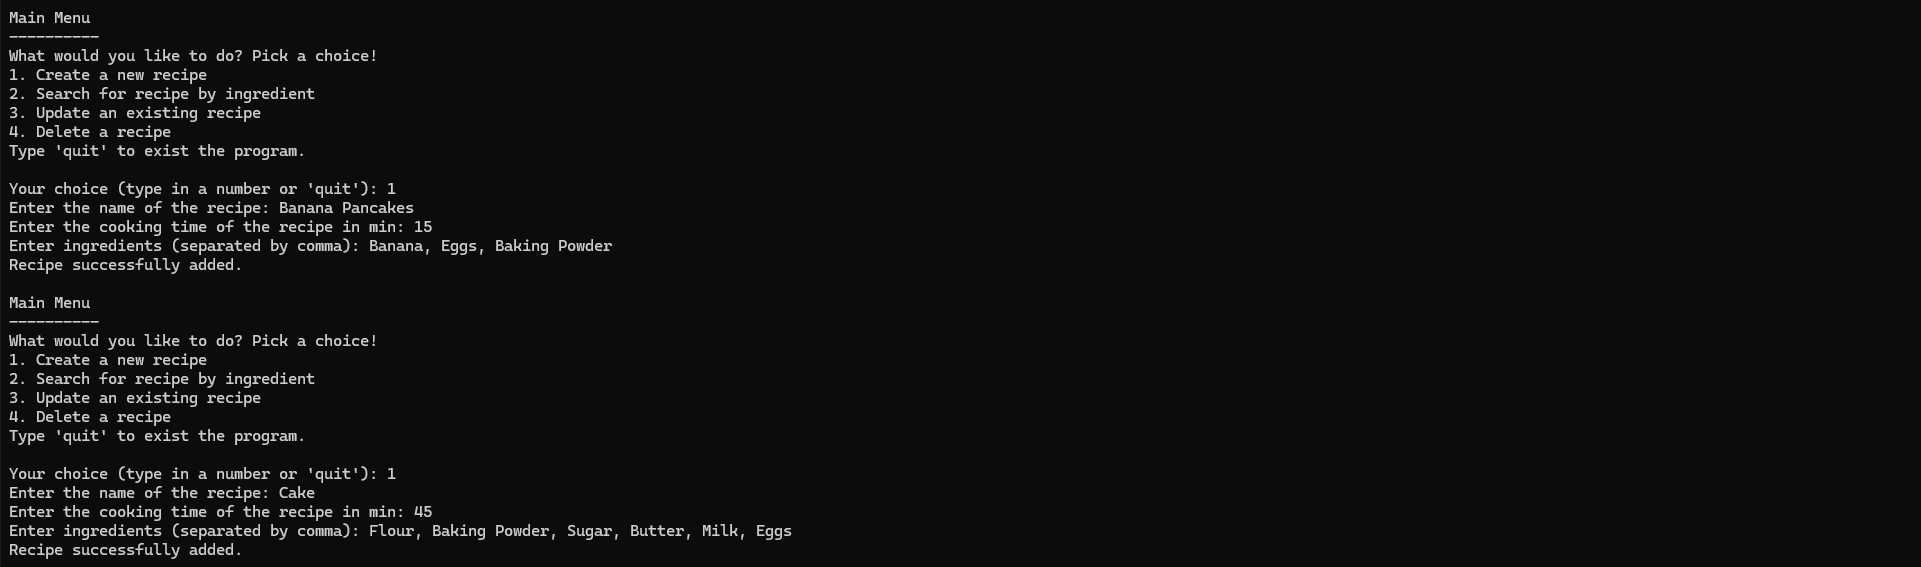 Main Menu
----------
What would you like to do? Pick a choice!
1. Create a new recipe
2. Search for recipe by ingredient
3. Update an existing recipe
4. Delete a recipe
Type 'quit' to exist the program.
Your choice (type in a number or 'quit'): 1
Enter the name of the recipe: Banana Pancakes
Enter the cooking time of the recipe in min: 15
Enter ingredients (separated by comma): Banana, Eggs, Baking Powder
Recipe successfully added.
Main Menu
----------
What would you like to do? Pick a choice!
1. Create a new recipe
2. Search for recipe by ingredient
3. Update an existing recipe
4. Delete a recipe
Type 'quit' to exist the program.
Your choice (type in a number or 'quit'): 1
Enter the name of the recipe: Cake
Enter the cooking time of the recipe in min: 45
Enter ingredients (separated by comma): Flour, Baking Powder, Sugar, Butter, Milk, Eggs
Recipe successfully added.